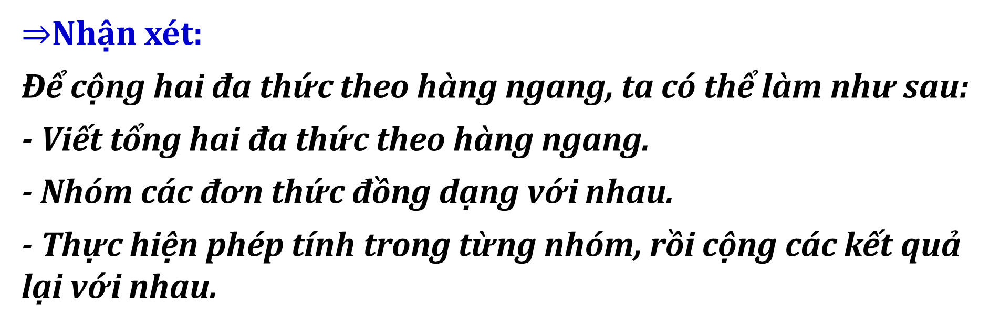 ⇒Nhận xét:
Để cộng hai đa thức theo hàng ngang, ta có thể làm như sau:
- Viết tổng hai đa thức theo hàng ngang.
- Nhóm các đơn thức đồng dạng với nhau.
- Thực hiện phép tính trong từng nhóm, rồi cộng các kết quả
lại với nhau.